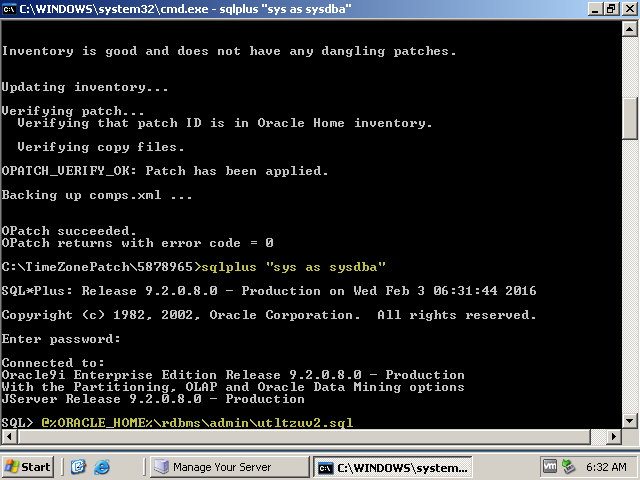 C:\WINDOWS\system32\cmd.exe - sqlplus "sys as sysdba"
Inventory is good and does not have any dangling patches.
Updating inventory...
Verifying patch...
Verifying that patch ID is in Oracle Home inventory.
Verifying copy files.
OPATCH_VERIFY_OK: Patch has been applied.
Backing up comps.xml ...
OPatch succeeded.
OPatch returns with error code = 0
C:\TimeZonePatch\5878965>sqlplus "sys as sysdba"
SQL*Plus: Release 9.2.0.8.0 - Production on Wed Feb 3 06:31:44 2016
Copyright (c) 1982, 2002, Oracle Corporation.  All rights reserved.
Enter password:
Connected to:
Oracle9i Enterprise Edition Release 9.2.0.8.0 - Production
With the Partitioning, OLAP and Oracle Data Mining options
JServer Release 9.2.0.8.0 - Production
SQL> @%ORACLE_HOME%\rdbms\admin\utltzuv2.sql
Start
Manage Your Server
C:\WINDOWS\system...
vm
6:32 AM